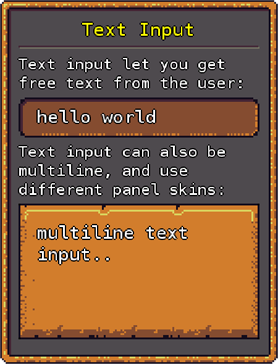 Text Input
Text input let you get
free text from the user:
hello world
Text input can also be
multiline, and use
different panel skins:
multiline text
input..